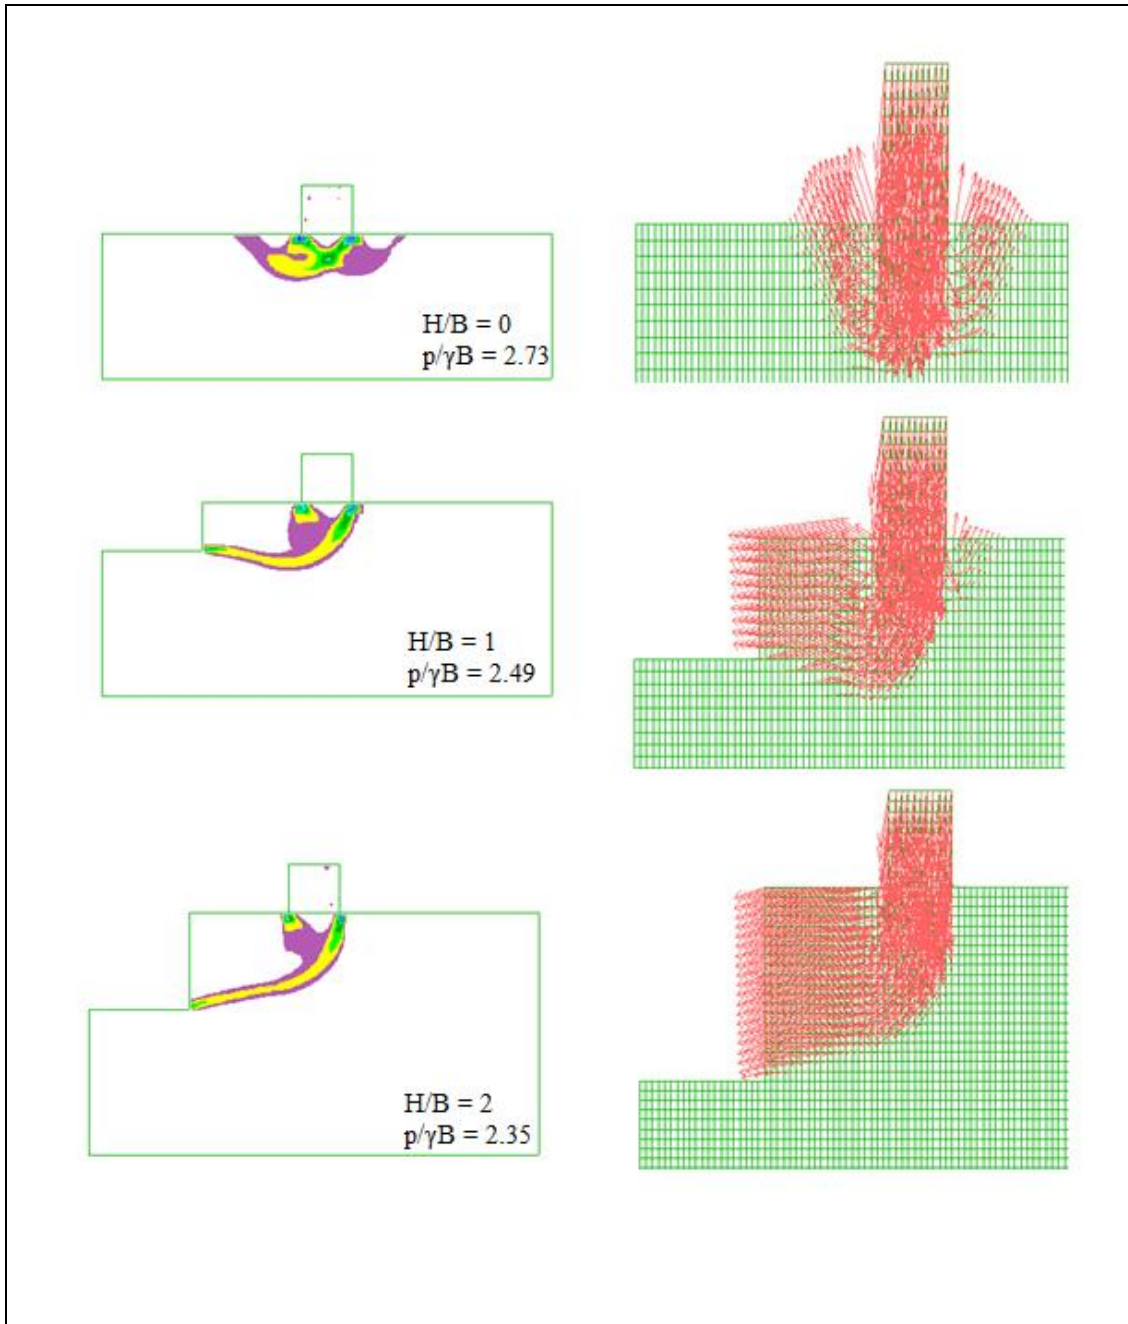 H/B = 0
p/γB = 2.73
H/B = 1
p/γB = 2.49
H/B = 2
p/γB = 2.35